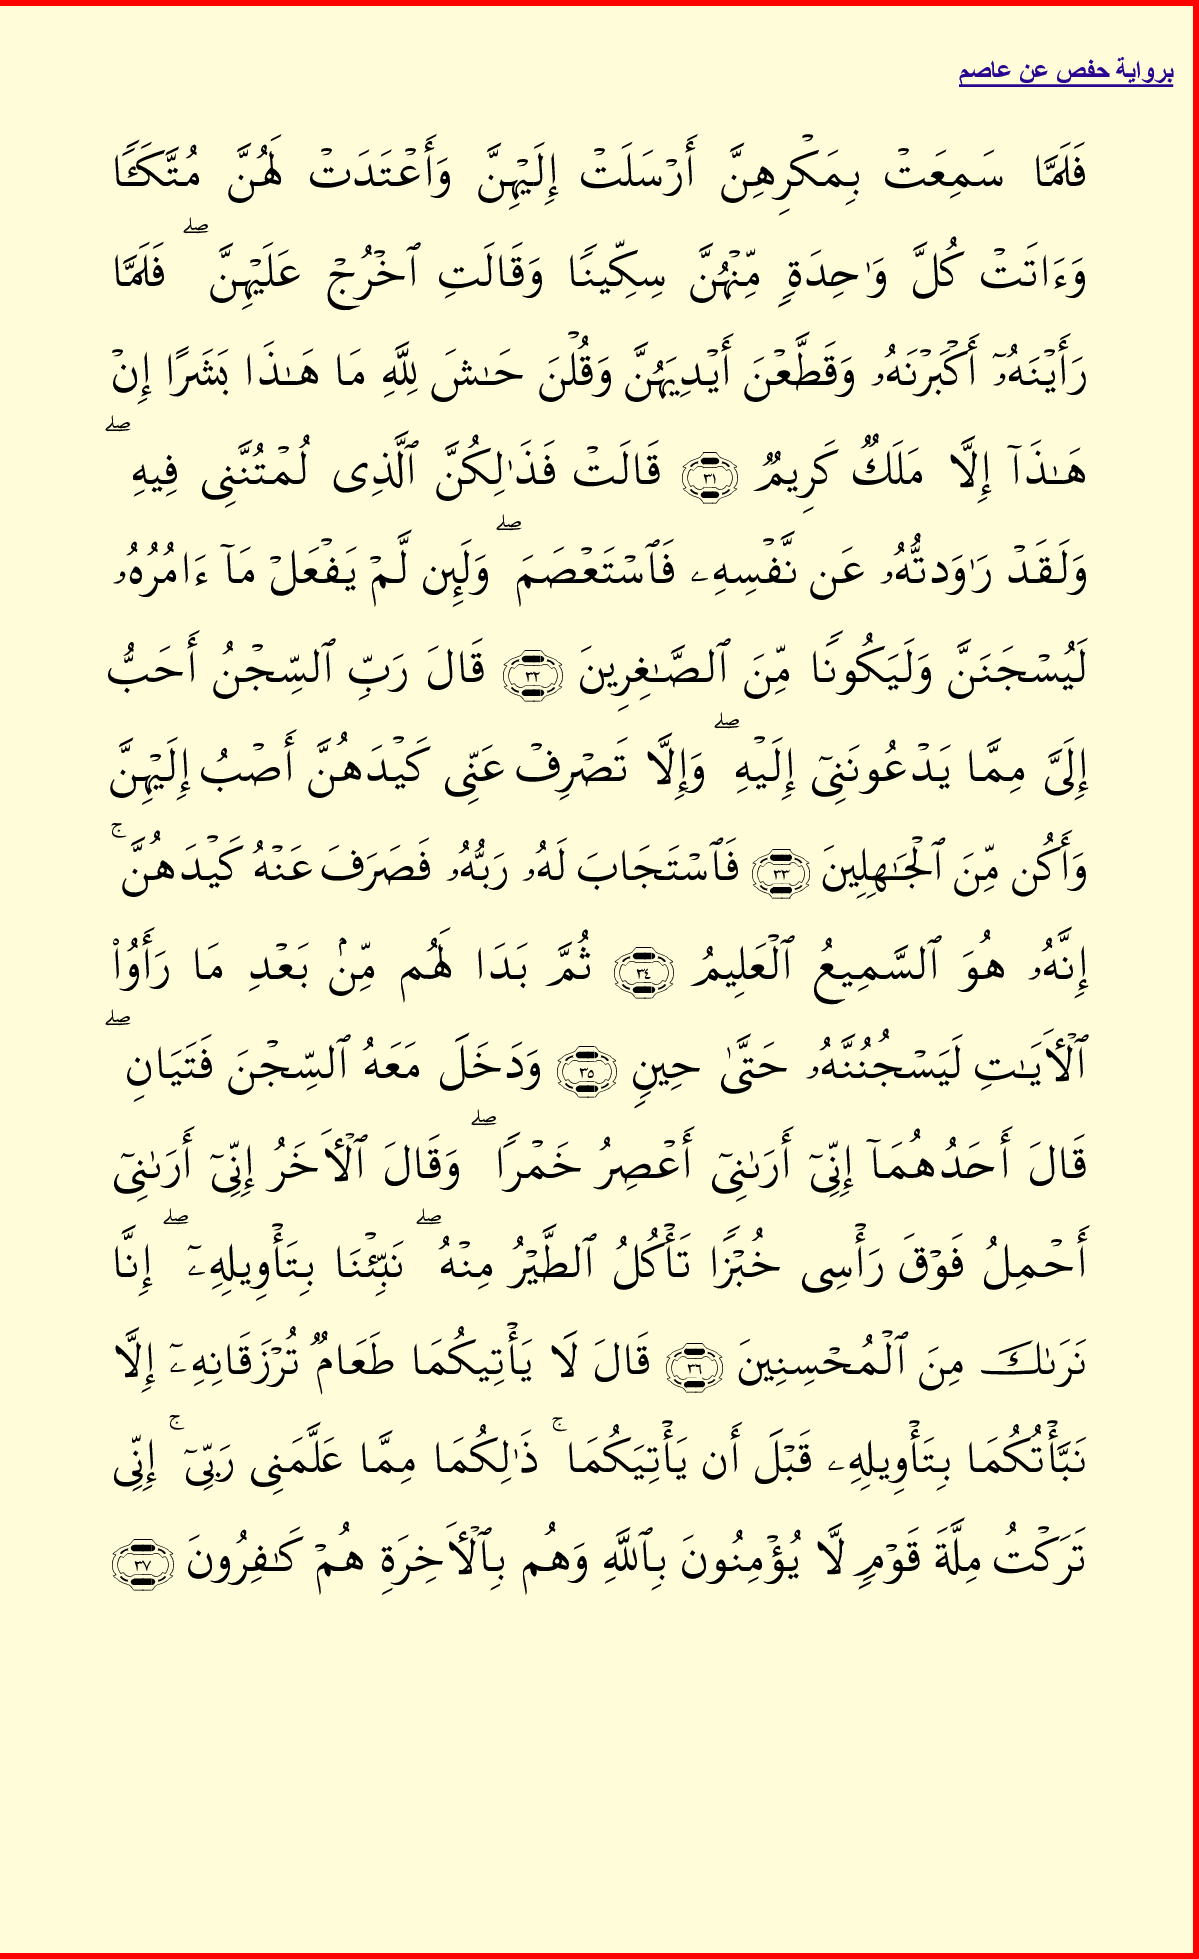 برواية حفص عن عاصم
فَلَمَّا سَمِعَتۡ بِمَكۡرِهِنَّ أَرۡسَلَتۡ إِلَيۡهِنَّ وَأَعۡتَدَتۡ لَهُنَّ مُتَّكَـٔٗا
وَءَاتَتۡ كُلَّ وَٰحِدَةٖ مِّنۡهُنَّ سِكِّينٗا وَقَالَتِ ٱخۡرُجۡ عَلَيۡهِنَّۖ فَلَمَّا
رَأَيۡنَهُۥٓ أَكۡبَرۡنَهُۥ وَقَطَّعۡنَ أَيۡدِيَهُنَّ وَقُلۡنَ حَٰشَ لِلَّهِ مَا هَٰذَا بَشَرًا إِنۡ
هَٰذَآ إِلَّا مَلَكٞ كَرِيمٞ ٣١ قَالَتۡ فَذَٰلِكُنَّ ٱلَّذِي لُمۡتُنَّنِي فِيهِۖ
وَلَقَدۡ رَٰوَدتُّهُۥ عَن نَّفۡسِهِۦ فَٱسۡتَعۡصَمَۖ وَلَئِن لَّمۡ يَفۡعَلۡ مَآ ءَامُرُهُۥ
لَيُسۡجَنَنَّ وَلَيَكُونٗا مِّنَ ٱلصَّٰغِرِينَ ٣٢ قَالَ رَبِّ ٱلسِّجۡنُ أَحَبُّ
إِلَيَّ مِمَّا يَدۡعُونَنِيٓ إِلَيۡهِۖ وَإِلَّا تَصۡرِفۡ عَنِّي كَيۡدَهُنَّ أَصۡبُ إِلَيۡهِنَّ
وَأَكُن مِّنَ ٱلۡجَٰهِلِينَ ٣٣ فَٱسۡتَجَابَ لَهُۥ رَبُّهُۥ فَصَرَفَ عَنۡهُ كَيۡدَهُنَّۚ
إِنَّهُۥ هُوَ ٱلسَّمِيعُ ٱلۡعَلِيمُ ٣٤ ثُمَّ بَدَا لَهُم مِّنۢ بَعۡدِ مَا رَأَوُاْ
ٱلۡأٓيَٰتِ لَيَسۡجُنُنَّهُۥ حَتَّىٰ حِينٖ ٣٥ وَدَخَلَ مَعَهُ ٱلسِّجۡنَ فَتَيَانِۖ
قَالَ أَحَدُهُمَآ إِنِّيٓ أَرَىٰنِيٓ أَعۡصِرُ خَمۡرٗاۖ وَقَالَ ٱلۡأٓخَرُ إِنِّيٓ أَرَىٰنِيٓ
أَحۡمِلُ فَوۡقَ رَأۡسِي خُبۡزٗا تَأۡكُلُ ٱلطَّيۡرُ مِنۡهُۖ نَبِّئۡنَا بِتَأۡوِيلِهِۦٓۖ إِنَّا
نَرَىٰكَ مِنَ ٱلۡمُحۡسِنِينَ ٣٦ قَالَ لَا يَأۡتِيكُمَا طَعَامٞ تُرۡزَقَانِهِۦٓ إِلَّا
نَبَّأۡتُكُمَا بِتَأۡوِيلِهِۦ قَبۡلَ أَن يَأۡتِيَكُمَاۚ ذَٰلِكُمَا مِمَّا عَلَّمَنِي رَبِّيٓۚ إِنِّي
تَرَكۡتُ مِلَّةَ قَوۡمٖ لَّا يُؤۡمِنُونَ بِٱللَّهِ وَهُم بِٱلۡأٓخِرَةِ هُمۡ كَٰفِرُونَ ٣٧